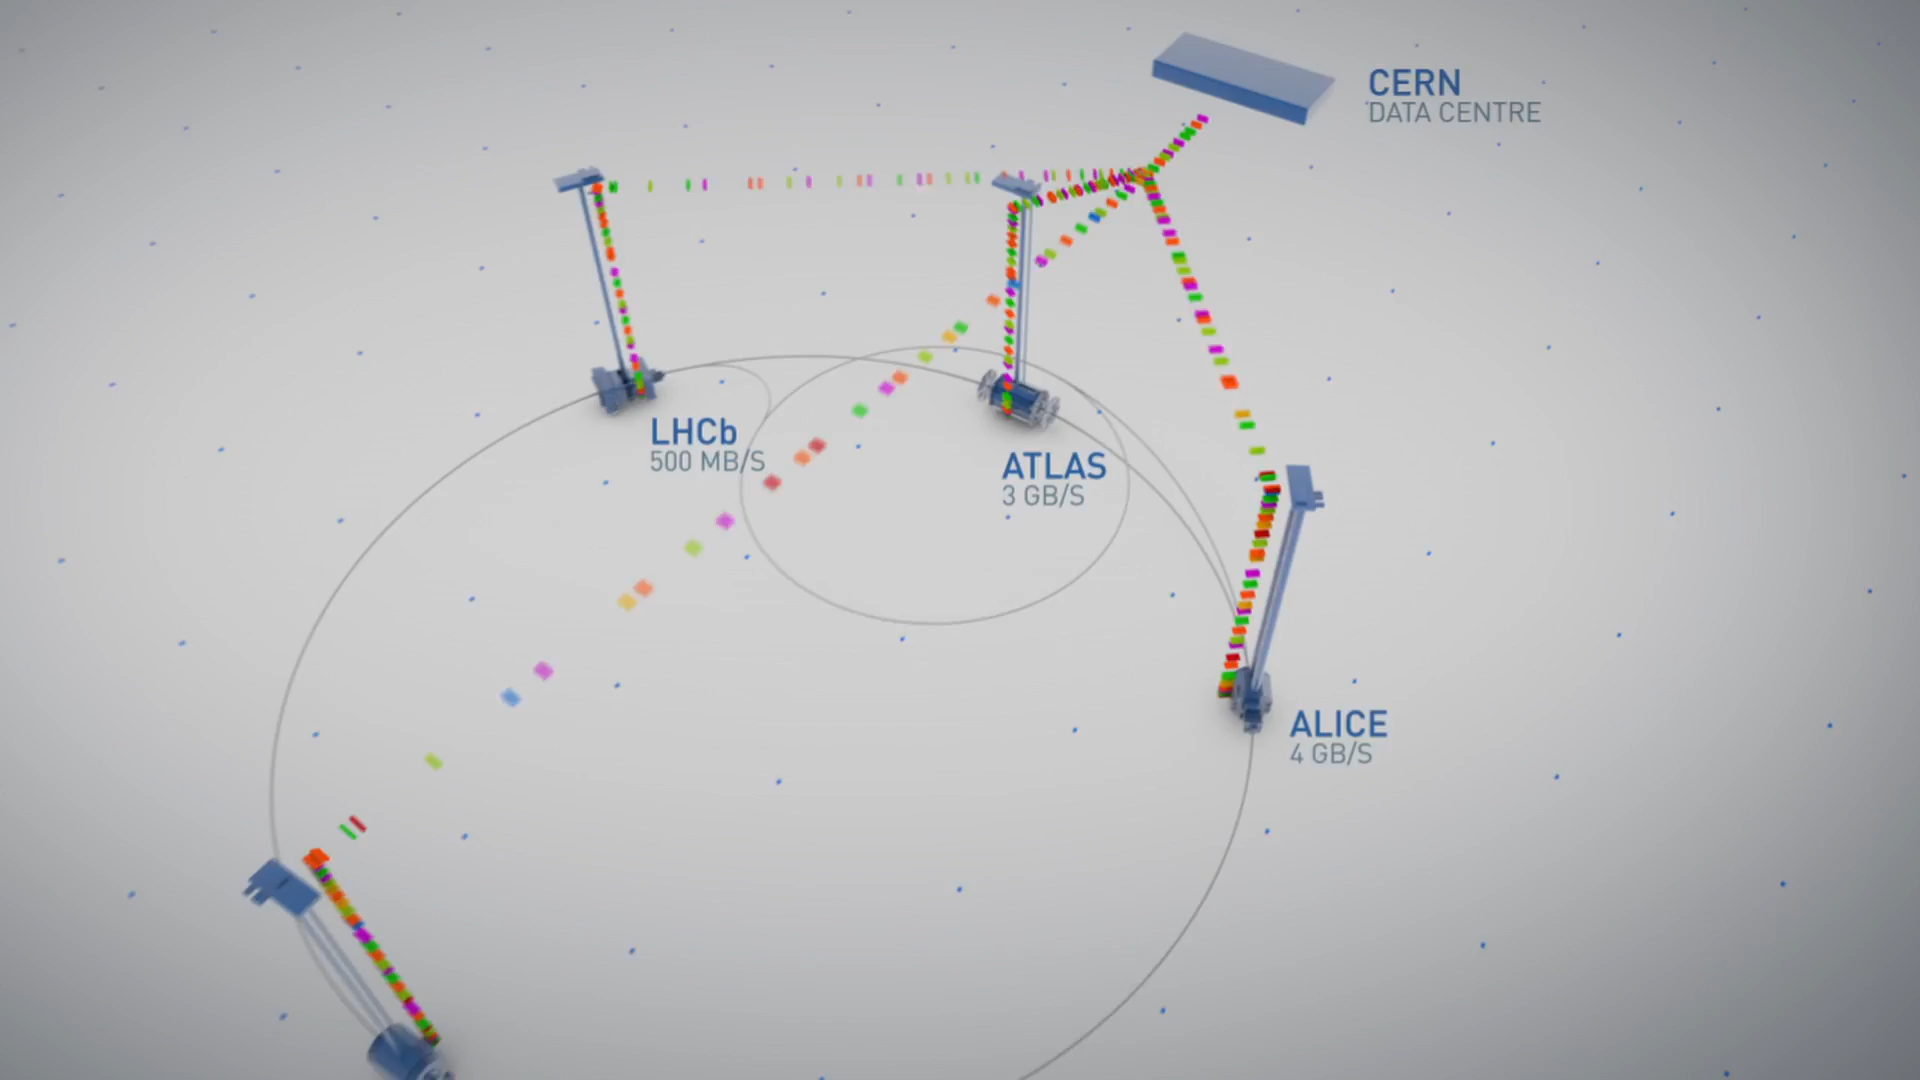 CERN
DATA CENTRE
LHCb
500 MB/S
ATLAS
3 GB/S
ALICE
4 GB/S